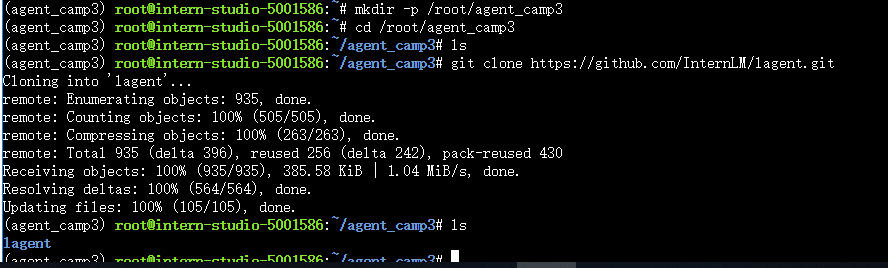 (agent_camp3) root@intern-studio-5001586:~# mkdir -p /root/agent_camp3
(agent_camp3) root@intern-studio-5001586:~# cd /root/agent_camp3
(agent_camp3) root@intern-studio-5001586:~/agent_camp3# ls
(agent_camp3) root@intern-studio-5001586:~/agent_camp3# git clone https://github.com/InternLM/lagent.git
Cloning into 'lagent'...
remote: Enumerating objects: 935, done.
remote: Counting objects: 100% (505/505), done.
remote: Compressing objects: 100% (263/263), done.
remote: Total 935 (delta 396), reused 256 (delta 242), pack-reused 430
Receiving objects: 100% (935/935), 385.58 KiB | 1.04 MiB/s, done.
Resolving deltas: 100% (564/564), done.
Updating files: 100% (105/105), done.
(agent_camp3) root@intern-studio-5001586:~/agent_camp3# ls
lagent
(agent_camp3) root@intern-studio-5001586:~/agent_camp3#